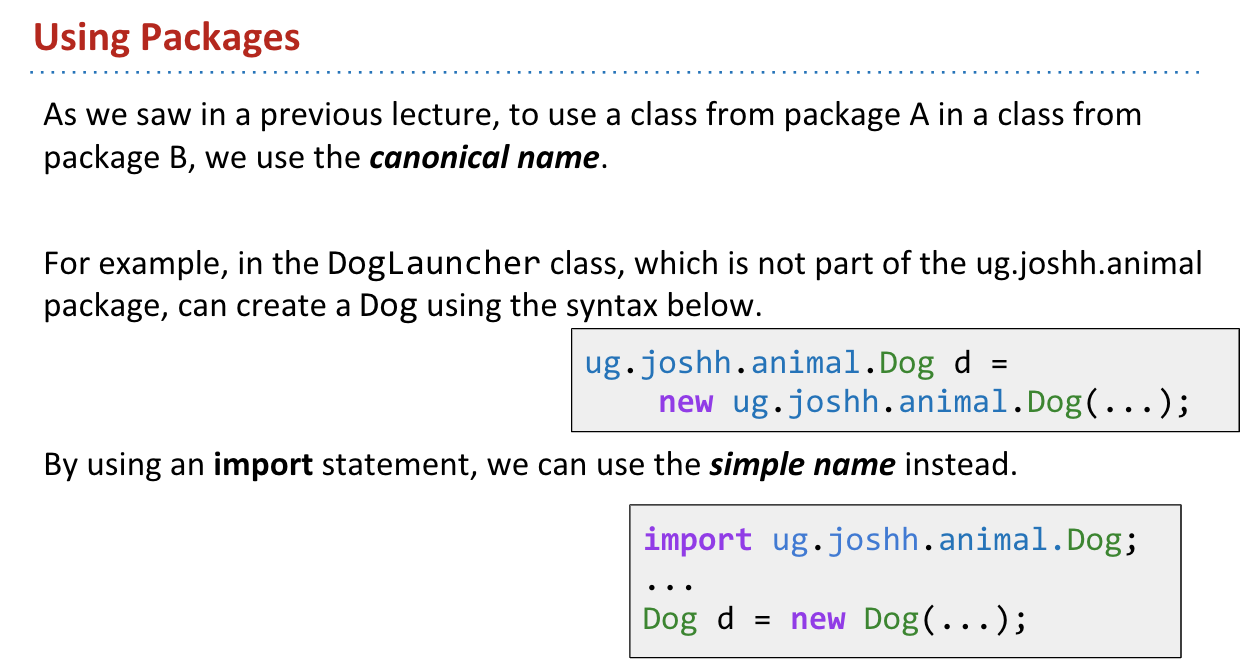 Using Packages
As we saw in a previous lecture, to use a class from package A in a class from
package B, we use the canonical name.
For example, in the DogLauncher class, which is not part of the ug.joshh.animal
package, can create a Dog using the syntax below.
ug.joshh.animal.Dog d =
    new ug.joshh.animal.Dog(...);
By using an import statement, we can use the simple name instead.
import ug.joshh.animal.Dog;
...
Dog d = new Dog(...);